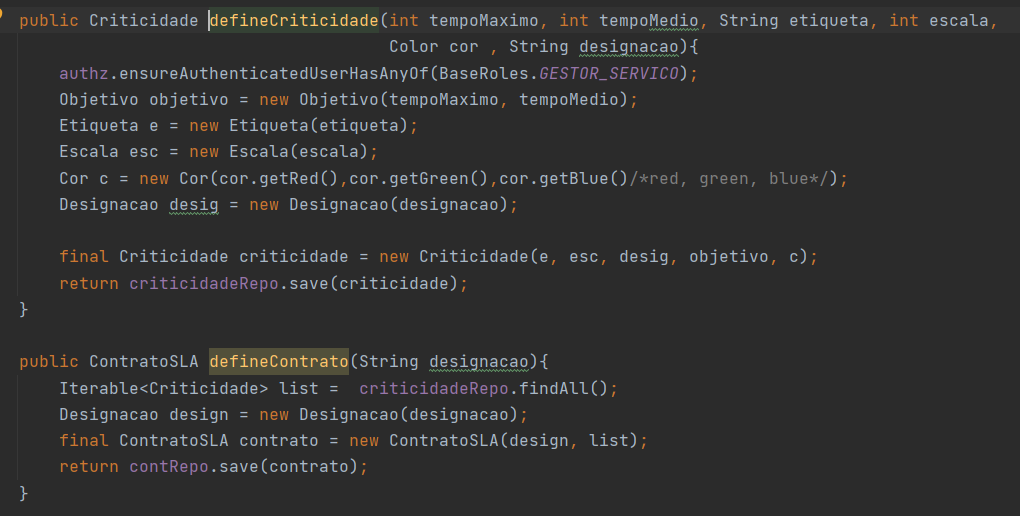 public Criticidade defineCriticidade(int tempoMaximo, int tempoMedio, String etiqueta, int escala,
Color cor , String designacao){
authz.ensureAuthenticatedUserHasAnyOf(BaseRoles.GESTOR_SERVICO);
Objetivo objetivo = new Objetivo(tempoMaximo, tempoMedio);
Etiqueta e = new Etiqueta(etiqueta);
Escala esc = new Escala(escala);
Cor c = new Cor(cor.getRed(),cor.getGreen(),cor.getBlue()/*red, green, blue*/);
Designacao desig = new Designacao(designacao);
final Criticidade criticidade = new Criticidade(e, esc, desig, objetivo, c);
return criticidadeRepo.save(criticidade);
}
public ContratoSLA defineContrato(String designacao){
Iterable<Criticidade> list =  criticidadeRepo.findAll();
Designacao design = new Designacao(designacao);
final ContratoSLA contrato = new ContratoSLA(design, list);
return contRepo.save(contrato);
}